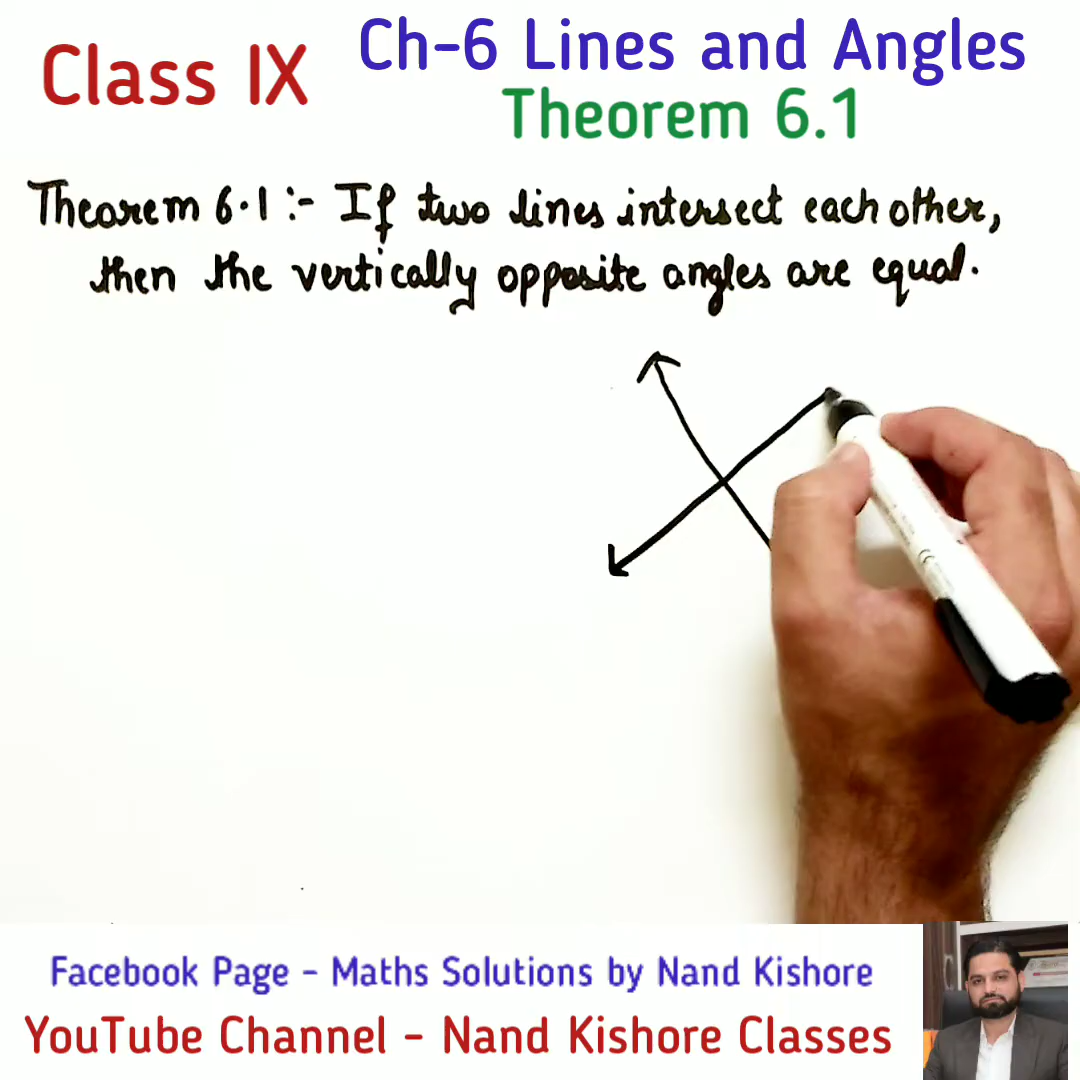 Class IX
Ch-6 Lines and Angles
Theorem 6.1
Theorem 6.1 :- If two lines intersect each other,
then the vertically opposite angles are equal.
Facebook Page - Maths Solutions by Nand Kishore
YouTube Channel - Nand Kishore Classes